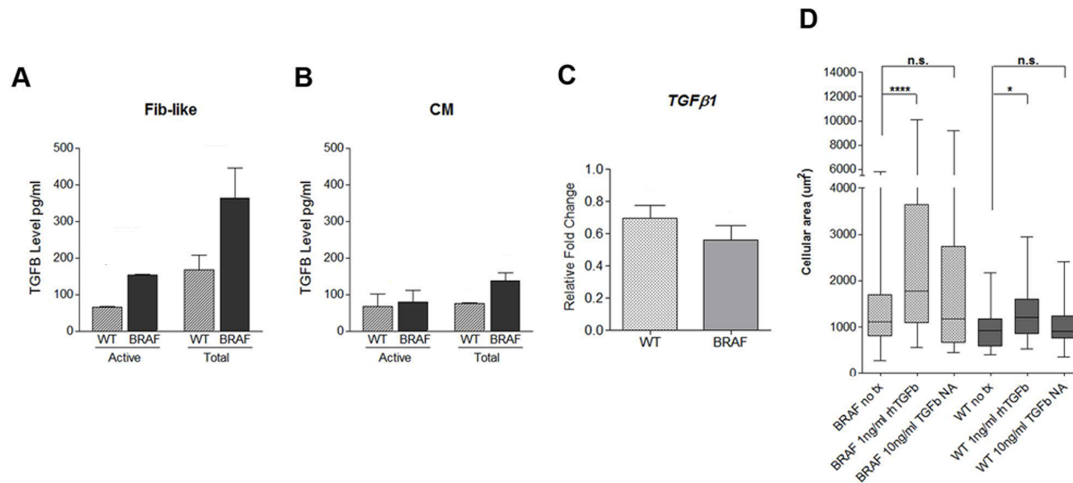 A
Fib-like
TGFB Level pg/ml
500
400
300
200
100
0
WT BRAF WT BRAF
Active Total
B
CM
TGFB Level pg/ml
500
400
300
200
100
0
WT BRAF WT BRAF
Active Total
C
TGFβ1
Relative Fold Change
1.0
0.8
0.6
0.4
0.2
0.0
WT BRAF
D
n.s. n.s.
**** *
Cellular area (um²)
14000
12000
10000
8000
6000
4000
3000
2000
1000
0
BRAF no tx
BRAF 1ng/ml rhTGFb
BRAF 10ng/ml TGFb NA
WT no tx
WT 1ng/ml rhTGFb
WT 10ng/ml TGFb NA